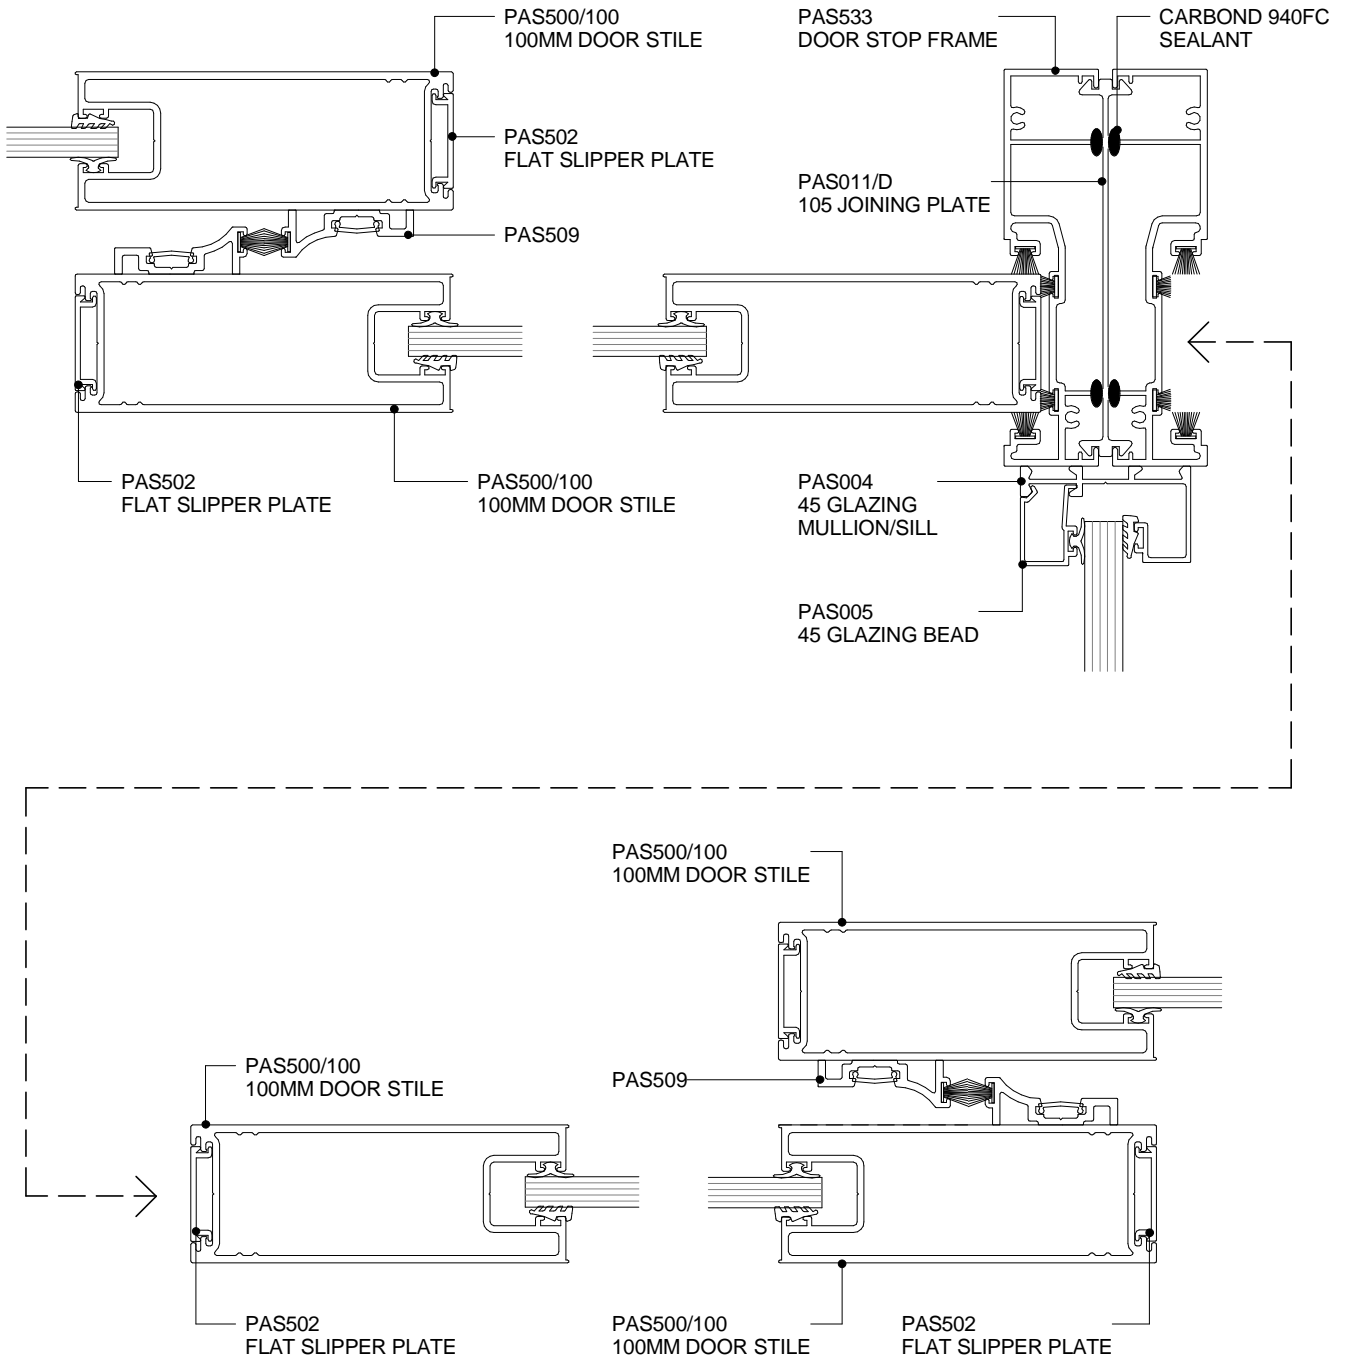 PAS500/100
100MM DOOR STILE
PAS533
DOOR STOP FRAME
CARBOND 940FC
SEALANT
PAS502
FLAT SLIPPER PLATE
PAS011/D
105 JOINING PLATE
PAS509
PAS502
FLAT SLIPPER PLATE
PAS500/100
100MM DOOR STILE
PAS004
45 GLAZING
MULLION/SILL
PAS005
45 GLAZING BEAD
PAS500/100
100MM DOOR STILE
PAS500/100
100MM DOOR STILE
PAS509
PAS502
FLAT SLIPPER PLATE
PAS500/100
100MM DOOR STILE
PAS502
FLAT SLIPPER PLATE